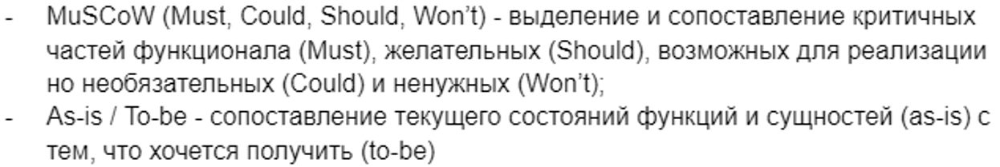 - MuSCoW (Must, Could, Should, Won’t) - выделение и сопоставление критичных
частей функционала (Must), желательных (Should), возможных для реализации
но необязательных (Could) и ненужных (Won’t);
- As-is / To-be - сопоставление текущего состояний функций и сущностей (as-is) с
тем, что хочется получить (to-be)